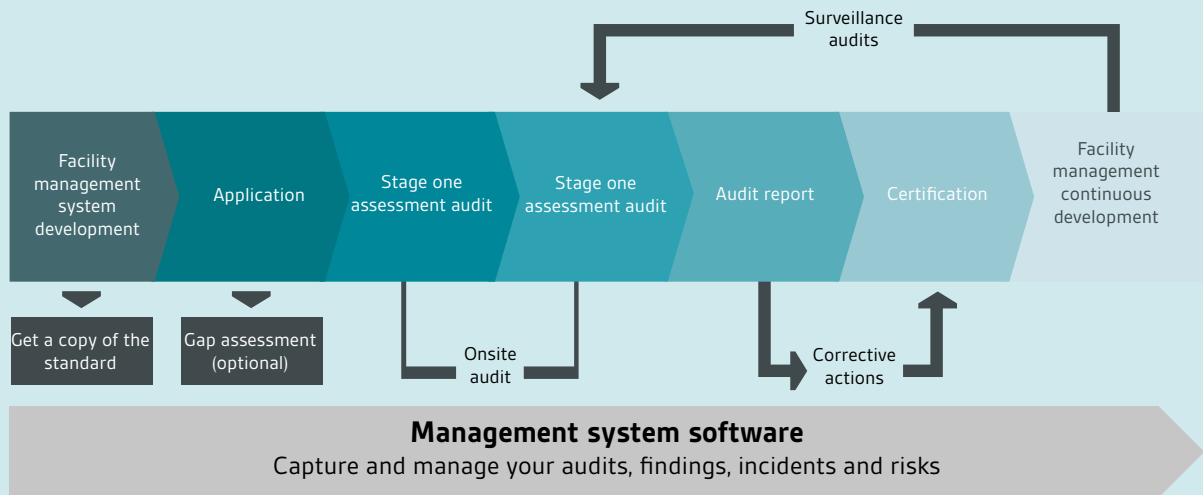 Surveillance
audits
Facility
management
system
development
Application
Stage one
assessment audit
Stage one
assessment audit
Audit report
Certification
Facility
management
continuous
development
Get a copy of the
standard
Gap assessment
(optional)
Onsite
audit
Corrective
actions
Management system software
Capture and manage your audits, findings, incidents and risks